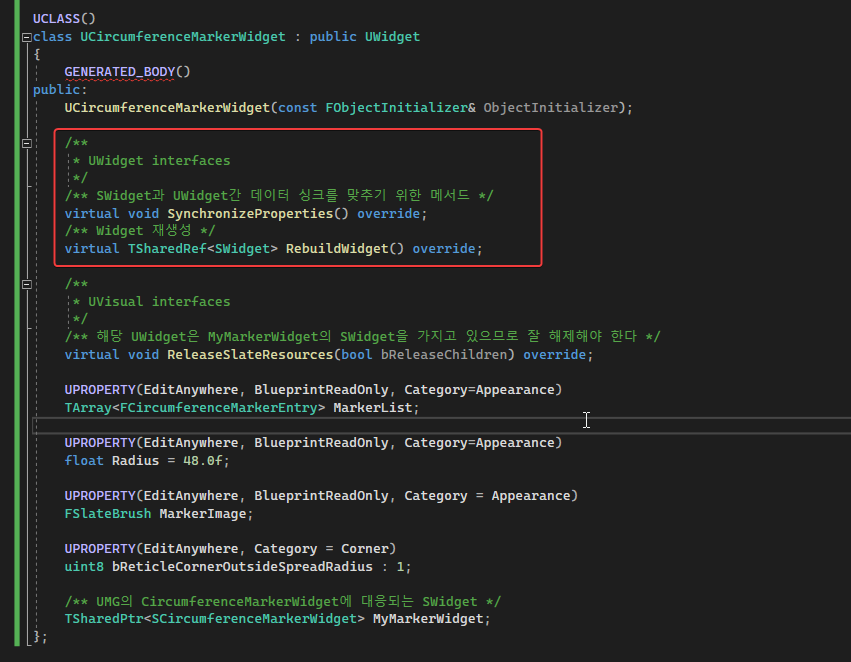 UCLASS()
class UCircumferenceMarkerWidget : public UWidget
{
GENERATED_BODY()
public:
UCircumferenceMarkerWidget(const FObjectInitializer& ObjectInitializer);
/**
* UWidget interfaces
*/
/** SWidget과 UWidget간 데이터 싱크를 맞추기 위한 메서드 */
virtual void SynchronizeProperties() override;
/** Widget 재생성 */
virtual TSharedRef<SWidget> RebuildWidget() override;
/**
* UVisual interfaces
*/
/** 해당 UWidget은 MyMarkerWidget의 SWidget을 가지고 있으므로 잘 해제해야 한다 */
virtual void ReleaseSlateResources(bool bReleaseChildren) override;
UPROPERTY(EditAnywhere, BlueprintReadOnly, Category=Appearance)
TArray<FCircumferenceMarkerEntry> MarkerList;
UPROPERTY(EditAnywhere, BlueprintReadOnly, Category=Appearance)
float Radius = 48.0f;
UPROPERTY(EditAnywhere, BlueprintReadOnly, Category = Appearance)
FSlateBrush MarkerImage;
UPROPERTY(EditAnywhere, Category = Corner)
uint8 bReticleCornerOutsideSpreadRadius : 1;
/** UMG의 CircumferenceMarkerWidget에 대응되는 SWidget */
TSharedPtr<SCircumferenceMarkerWidget> MyMarkerWidget;
};